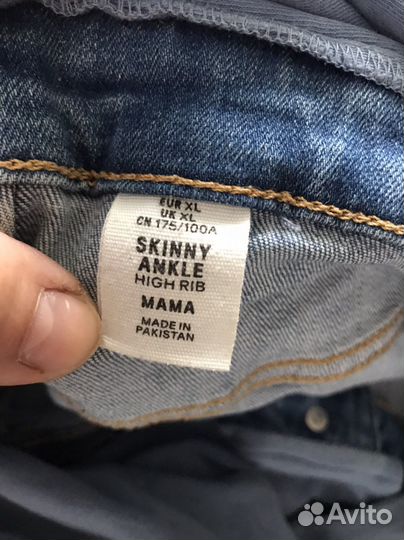 EUR XL
UK XL
CN 175/100A
SKINNY
ANKLE
HIGH RIB
MAMA
MADE IN
PAKISTAN
Avito